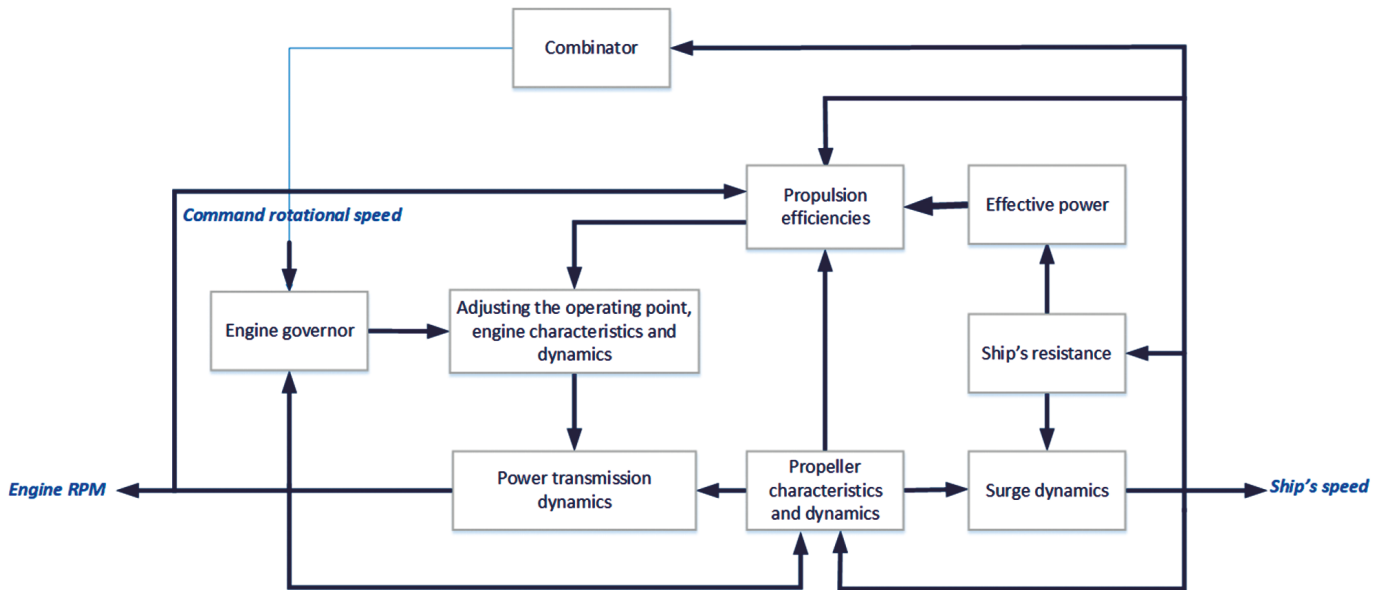 Combinator
Propulsion
efficiencies
Effective power
Command rotational speed
Engine governor
Adjusting the operating point,
engine characteristics and
dynamics
Ship's resistance
Engine RPM
Power transmission
dynamics
Propeller
characteristics
and dynamics
Surge dynamics
Ship's speed